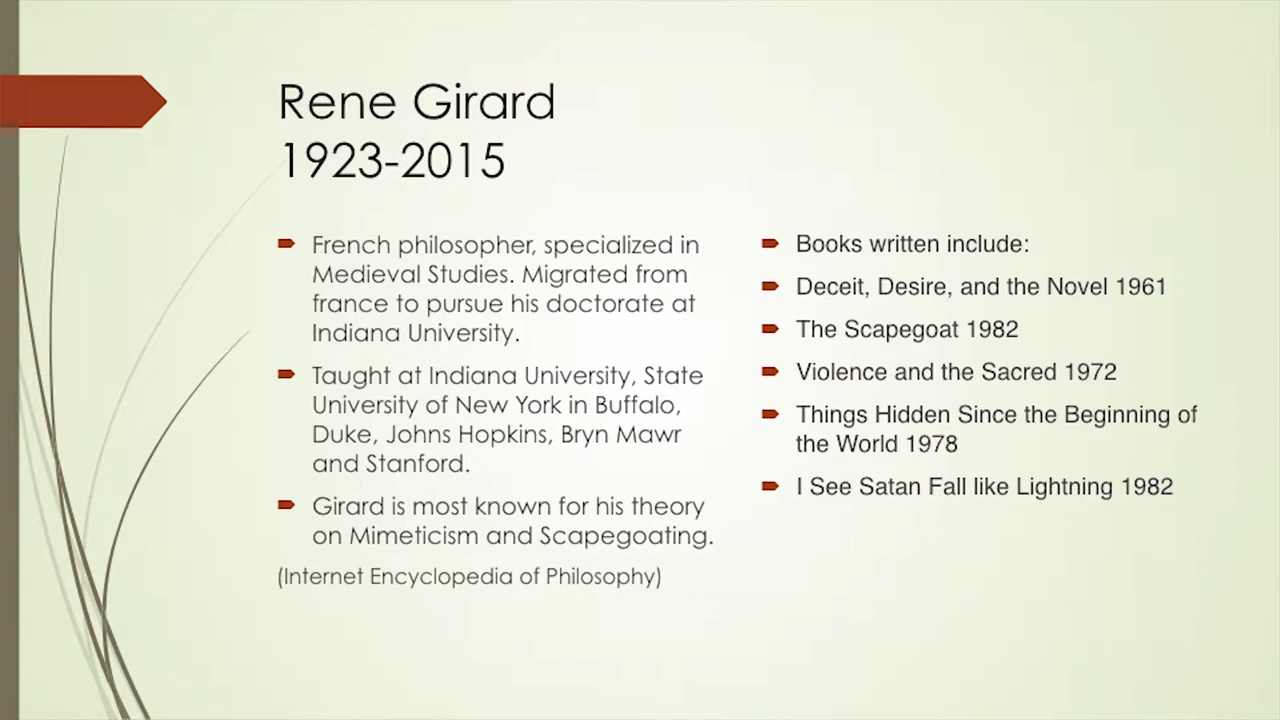 Rene Girard
1923-2015
French philosopher, specialized in
Medieval Studies. Migrated from
france to pursue his doctorate at
Indiana University.
Taught at Indiana University, State
University of New York in Buffalo,
Duke, Johns Hopkins, Bryn Mawr
and Stanford.
Girard is most known for his theory
on Mimeticism and Scapegoating.
(Internet Encyclopedia of Philosophy)
Books written include:
Deceit, Desire, and the Novel 1961
The Scapegoat 1982
Violence and the Sacred 1972
Things Hidden Since the Beginning of
the World 1978
I See Satan Fall like Lightning 1982